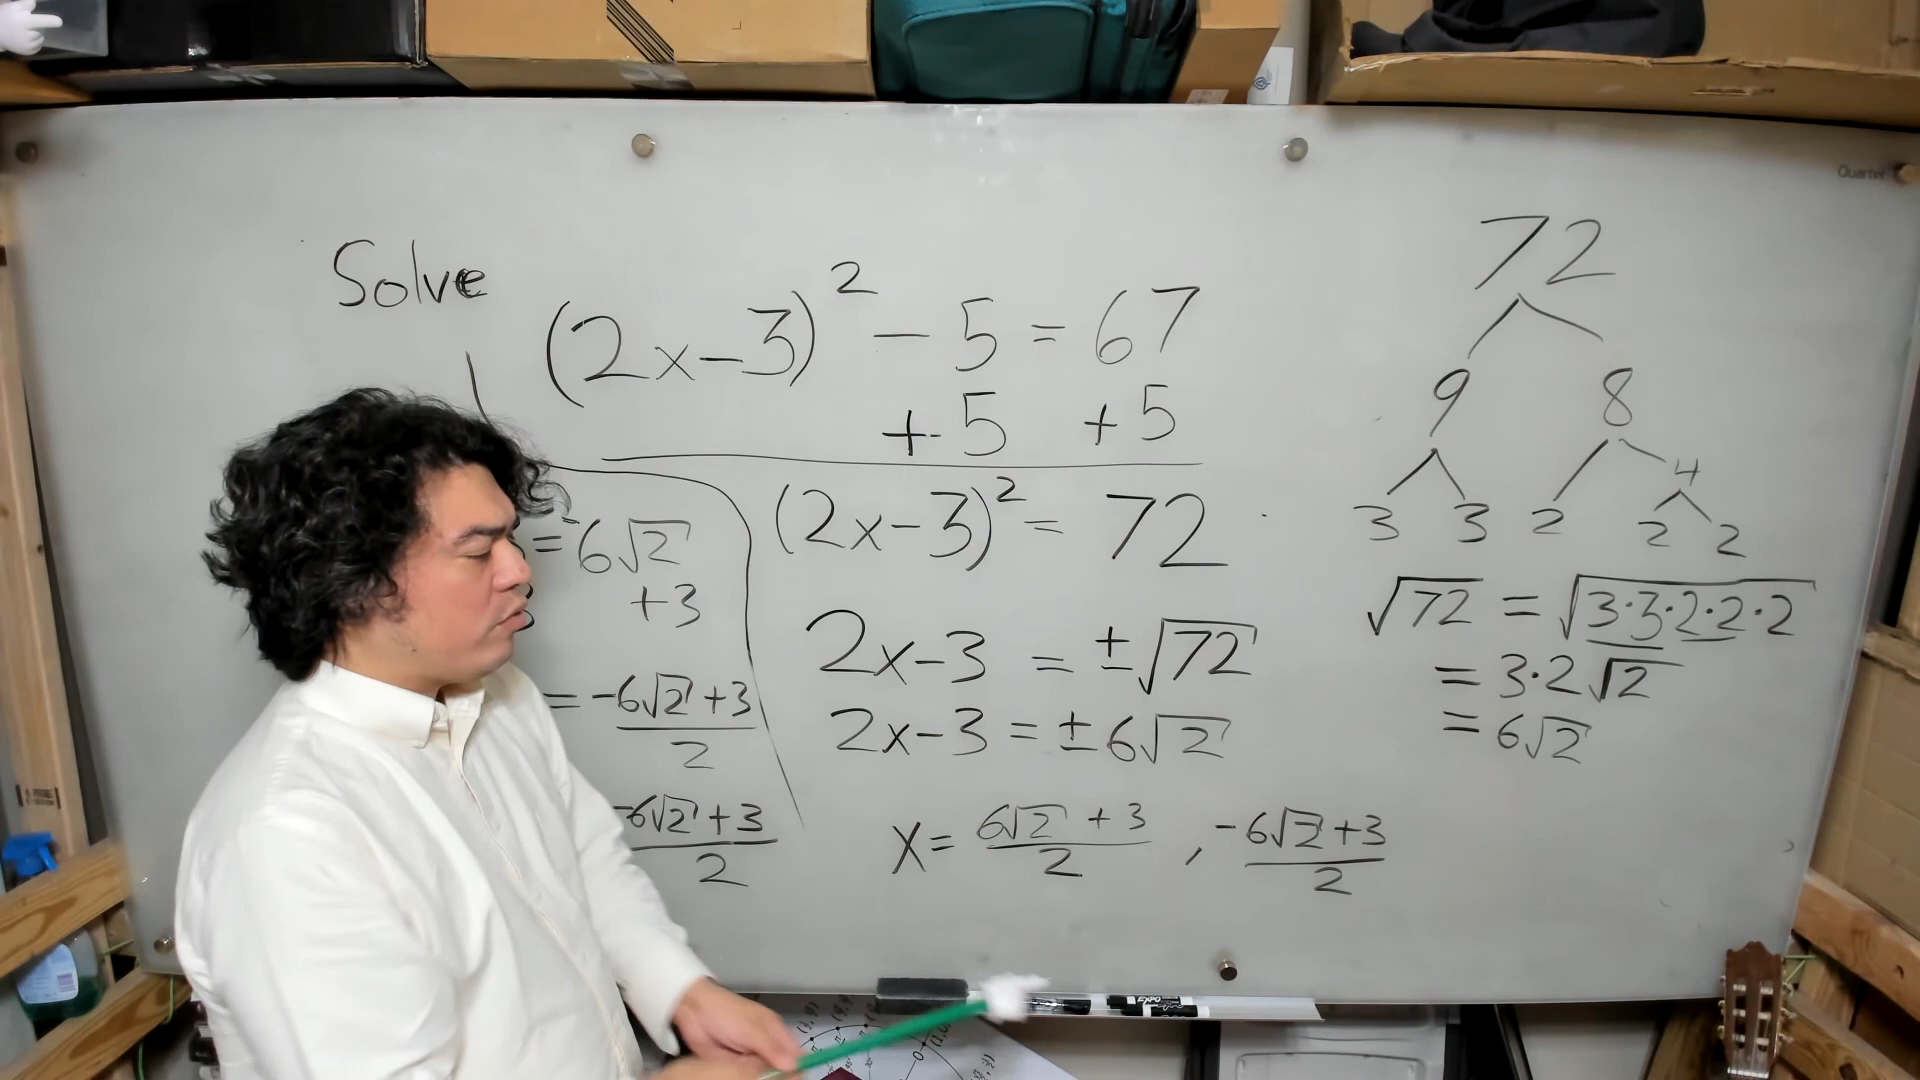 Quartet
Solve
(2x-3)² - 5 = 67
+5 +5
(2x-3)² = 72
2x-3 = ±√72
2x-3 = ±6√2
x = (6√2 + 3)/2 , (-6√2+3)/2
= 6√2
+3
= (-6√2+3)/2
(-6√2+3)/2
72
9 8
3 3 2 4
2 2
√72 = √(3·3·2·2·2)
= 3·2√2
= 6√2
EXPO